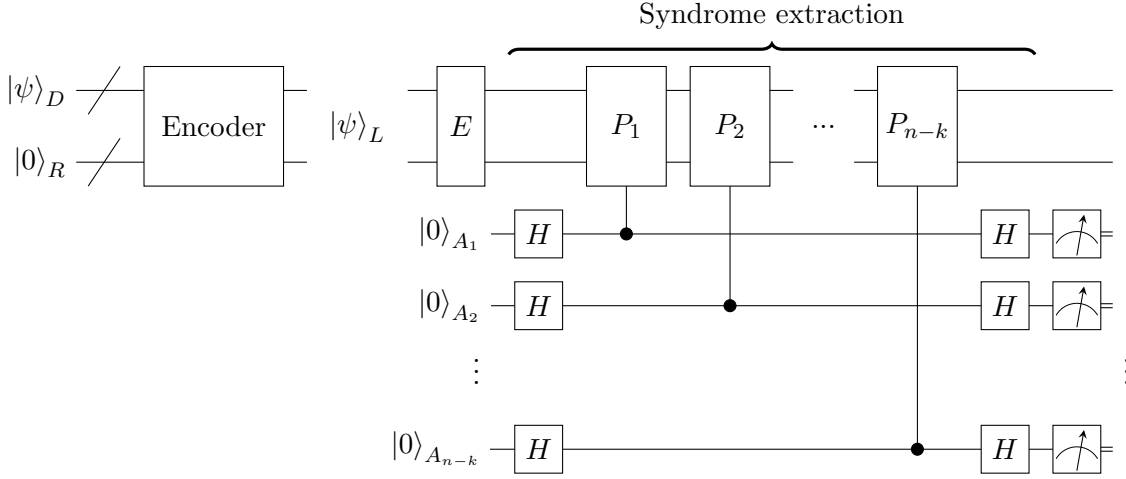 Syndrome extraction
|ψ⟩_D Encoder |ψ⟩_L E P_1 P_2 ... P_{n−k}
|0⟩_R
|0⟩_{A_1} H H
|0⟩_{A_2} H H
⋮ ⋮
|0⟩_{A_{n−k}} H H